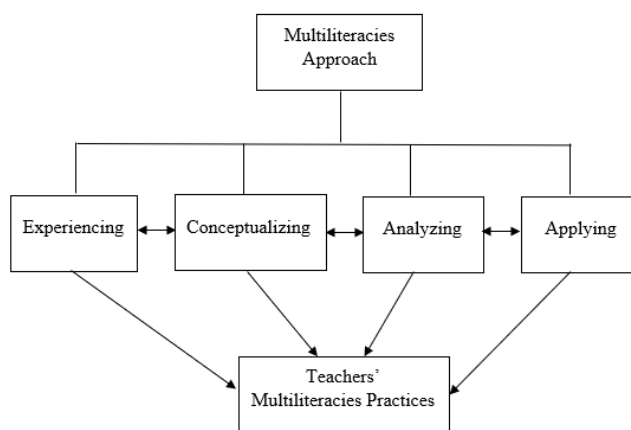 Multiliteracies
Approach
Experiencing
Conceptualizing
Analyzing
Applying
Teachers’
Multiliteracies Practices